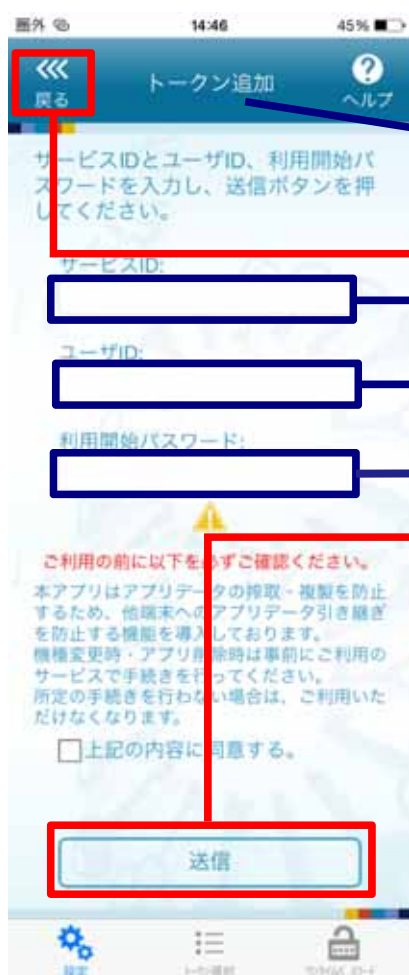 圏外
14:46
45%
戻る
トークン追加
?
ヘルプ
サービスIDとユーザID、利用開始パ
スワードを入力し、送信ボタンを押
してください。
サービスID:
ユーザID:
利用開始パスワード:
ご利用の前に以下を必ずご確認ください。
本アプリはアプリデータの搾取・複製を防止
するため、他端末へのアプリデータ引き継ぎ
を防止する機能を導入しております。
機種変更時・アプリ削除時は事前にご利用の
サービスで手続きを行ってください。
所定の手続きを行わない場合は、ご利用いた
だけなくなります。
上記の内容に同意する。
送信
設定
トークン選択